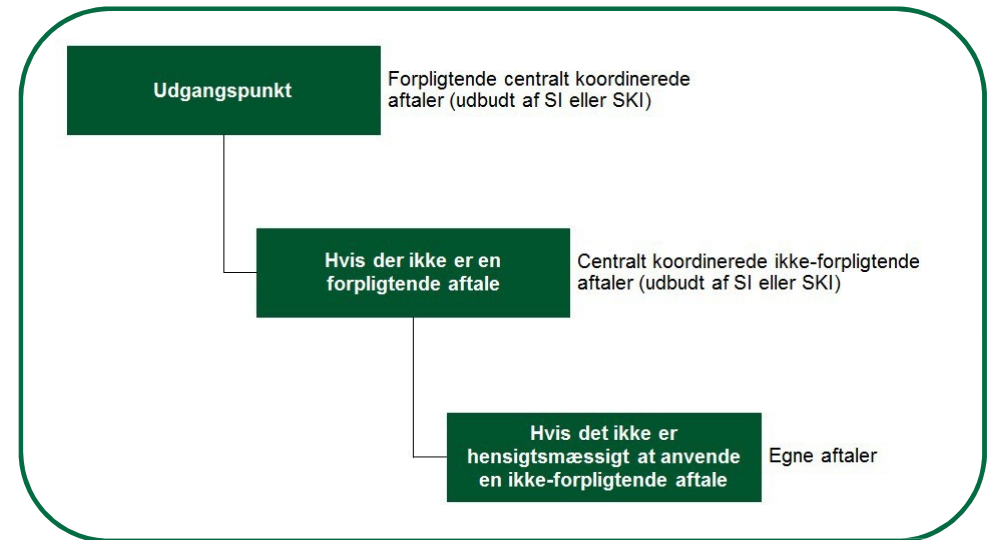 Udgangspunkt
Forpligtende centralt koordinerede
aftaler (udbudt af SI eller SKI)
Hvis der ikke er en
forpligtende aftale
Centralt koordinerede ikke-forpligtende
aftaler (udbudt af SI eller SKI)
Hvis det ikke er
hensigtsmæssigt at anvende
en ikke-forpligtende aftale
Egne aftaler